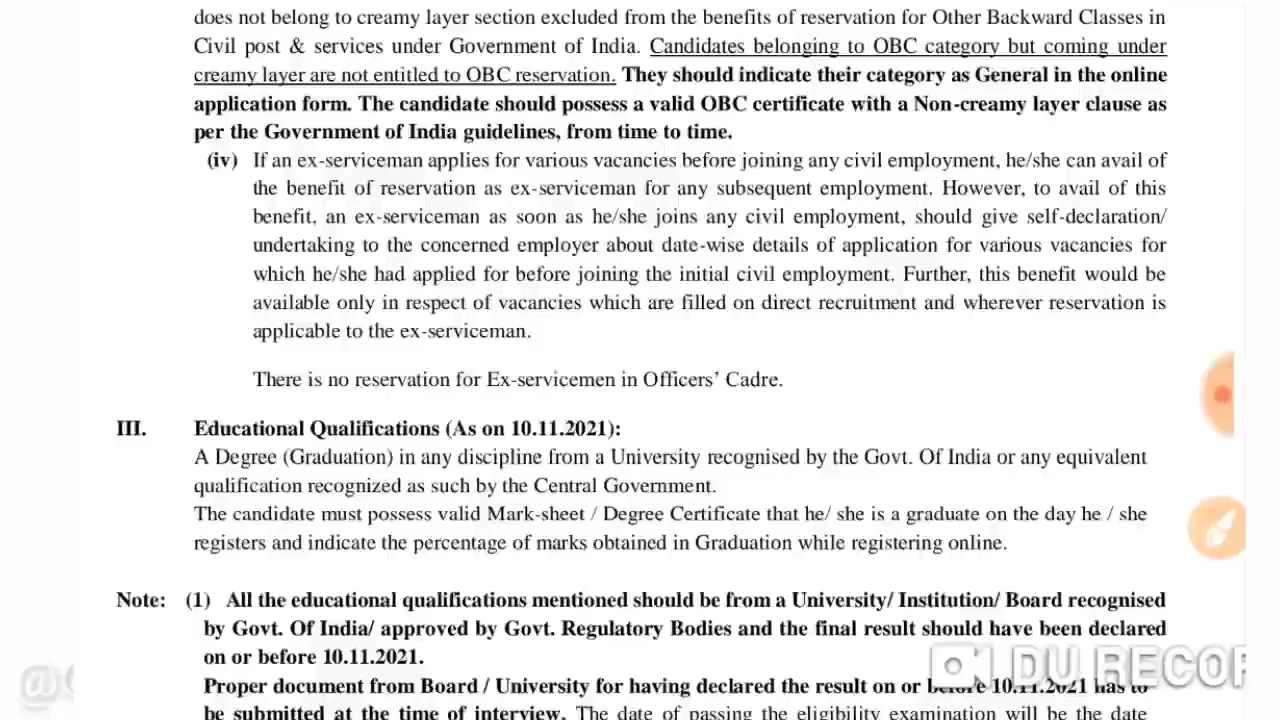 does not belong to creamy layer section excluded from the benefits of reservation for Other Backward Classes in
Civil post & services under Government of India. Candidates belonging to OBC category but coming under
creamy layer are not entitled to OBC reservation. They should indicate their category as General in the online
application form. The candidate should possess a valid OBC certificate with a Non-creamy layer clause as
per the Government of India guidelines, from time to time.
(iv) If an ex-serviceman applies for various vacancies before joining any civil employment, he/she can avail of
the benefit of reservation as ex-serviceman for any subsequent employment. However, to avail of this
benefit, an ex-serviceman as soon as he/she joins any civil employment, should give self-declaration/
undertaking to the concerned employer about date-wise details of application for various vacancies for
which he/she had applied for before joining the initial civil employment. Further, this benefit would be
available only in respect of vacancies which are filled on direct recruitment and wherever reservation is
applicable to the ex-serviceman.
There is no reservation for Ex-servicemen in Officers' Cadre.
III. Educational Qualifications (As on 10.11.2021):
A Degree (Graduation) in any discipline from a University recognised by the Govt. Of India or any equivalent
qualification recognized as such by the Central Government.
The candidate must possess valid Mark-sheet / Degree Certificate that he/ she is a graduate on the day he / she
registers and indicate the percentage of marks obtained in Graduation while registering online.
Note: (1) All the educational qualifications mentioned should be from a University/ Institution/ Board recognised
by Govt. Of India/ approved by Govt. Regulatory Bodies and the final result should have been declared
on or before 10.11.2021.
DU RECOR
Proper document from Board / University for having declared the result on or before 10.11.2021 has to
be submitted at the time of interview. The date of passing the eligibility examination will be the date